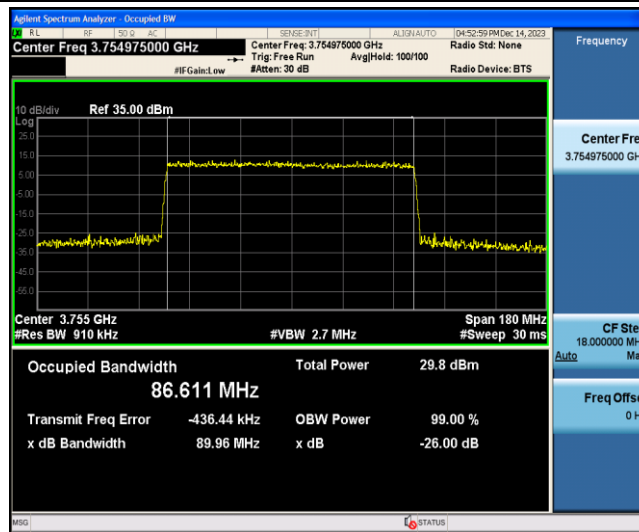 Agilent Spectrum Analyzer - Occupied BW
RL RF 50 Ω AC SENSE:INT ALIGNAUTO 04:52:59 PM Dec 14, 2023
Center Freq 3.754975000 GHz Center Freq: 3.754975000 GHz Radio Std: None Frequency
Trig: Free Run Avg|Hold: 100/100
#IFGain:Low #Atten: 30 dB Radio Device: BTS
10 dB/div Ref 35.00 dBm
Log
25.0
15.0
5.00
-5.00
-15.0
-25.0
-35.0
-45.0
-55.0
Center Fre
3.754975000 GH
Center 3.755 GHz Span 180 MHz
#Res BW 910 kHz #VBW 2.7 MHz #Sweep 30 ms
CF Ste
18.000000 MH
Auto Ma
Occupied Bandwidth Total Power 29.8 dBm
86.611 MHz
Transmit Freq Error -436.44 kHz OBW Power 99.00 %
x dB Bandwidth 89.96 MHz x dB -26.00 dB
Freq Offse
0 H
MSG STATUS